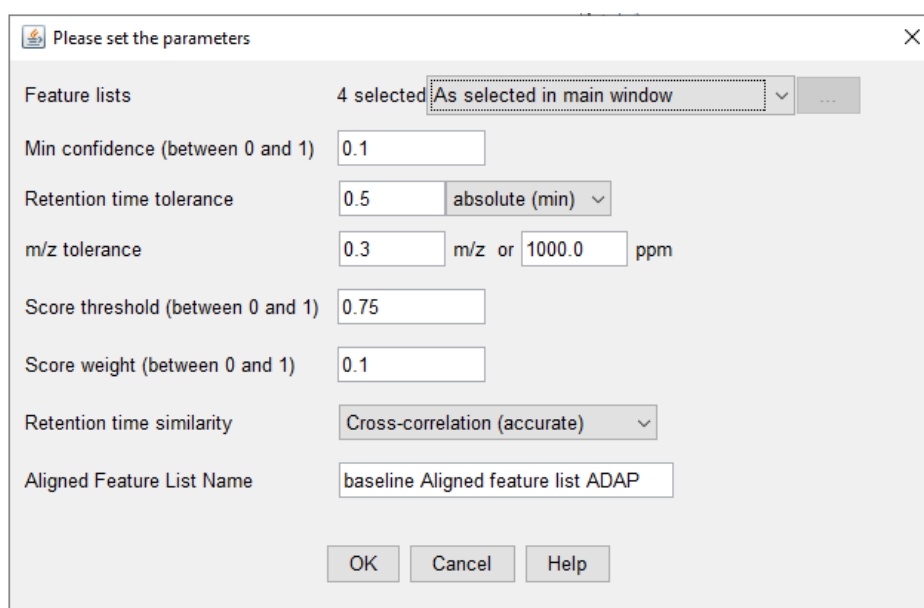 Please set the parameters
Feature lists 4 selected As selected in main window ...
Min confidence (between 0 and 1) 0.1
Retention time tolerance 0.5 absolute (min)
m/z tolerance 0.3 m/z or 1000.0 ppm
Score threshold (between 0 and 1) 0.75
Score weight (between 0 and 1) 0.1
Retention time similarity Cross-correlation (accurate)
Aligned Feature List Name baseline Aligned feature list ADAP
OK Cancel Help